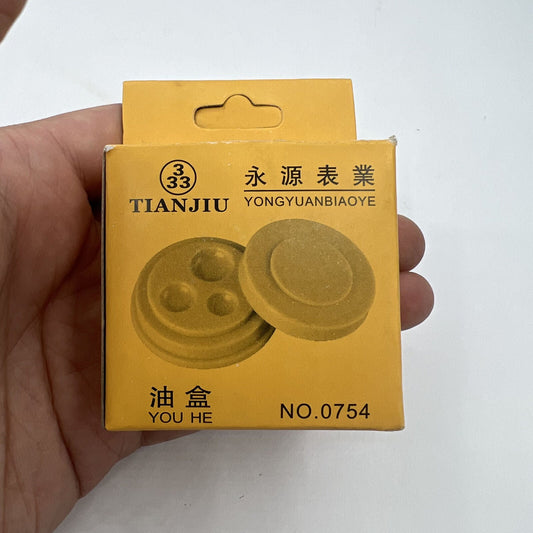 3
33
TIANJIU
永源表業
YONGYUANBIAOYE
油盒
YOU HE
NO.0754